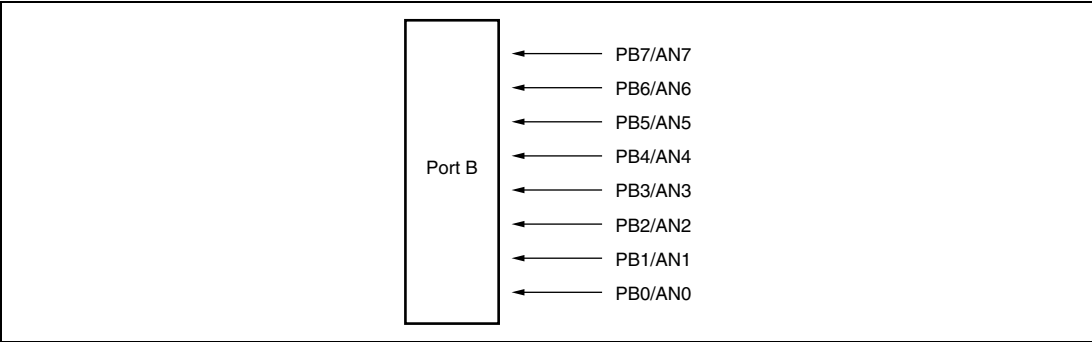 PB7/AN7
PB6/AN6
PB5/AN5
PB4/AN4
Port B
PB3/AN3
PB2/AN2
PB1/AN1
PB0/AN0